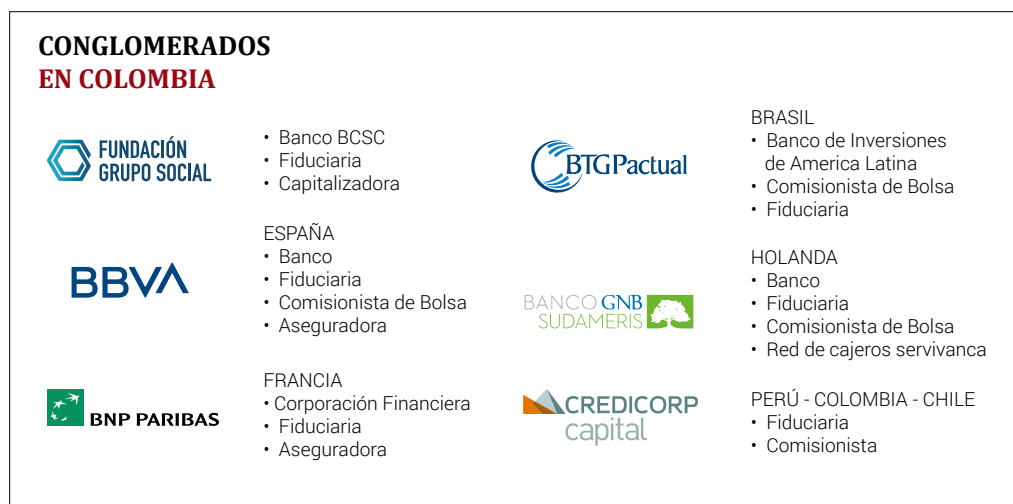 CONGLOMERADOS
EN COLOMBIA
FUNDACIÓN
GRUPO SOCIAL
• Banco BCSC
• Fiduciaria
• Capitalizadora
BBVA
ESPAÑA
• Banco
• Fiduciaria
• Comisionista de Bolsa
• Aseguradora
BNP PARIBAS
FRANCIA
• Corporación Financiera
• Fiduciaria
• Aseguradora
BTGPactual
BRASIL
• Banco de Inversiones
de America Latina
• Comisionista de Bolsa
• Fiduciaria
BANCO GNB
SUDAMERIS
HOLANDA
• Banco
• Fiduciaria
• Comisionista de Bolsa
• Red de cajeros servivanca
CREDICORP
capital
PERÚ - COLOMBIA - CHILE
• Fiduciaria
• Comisionista